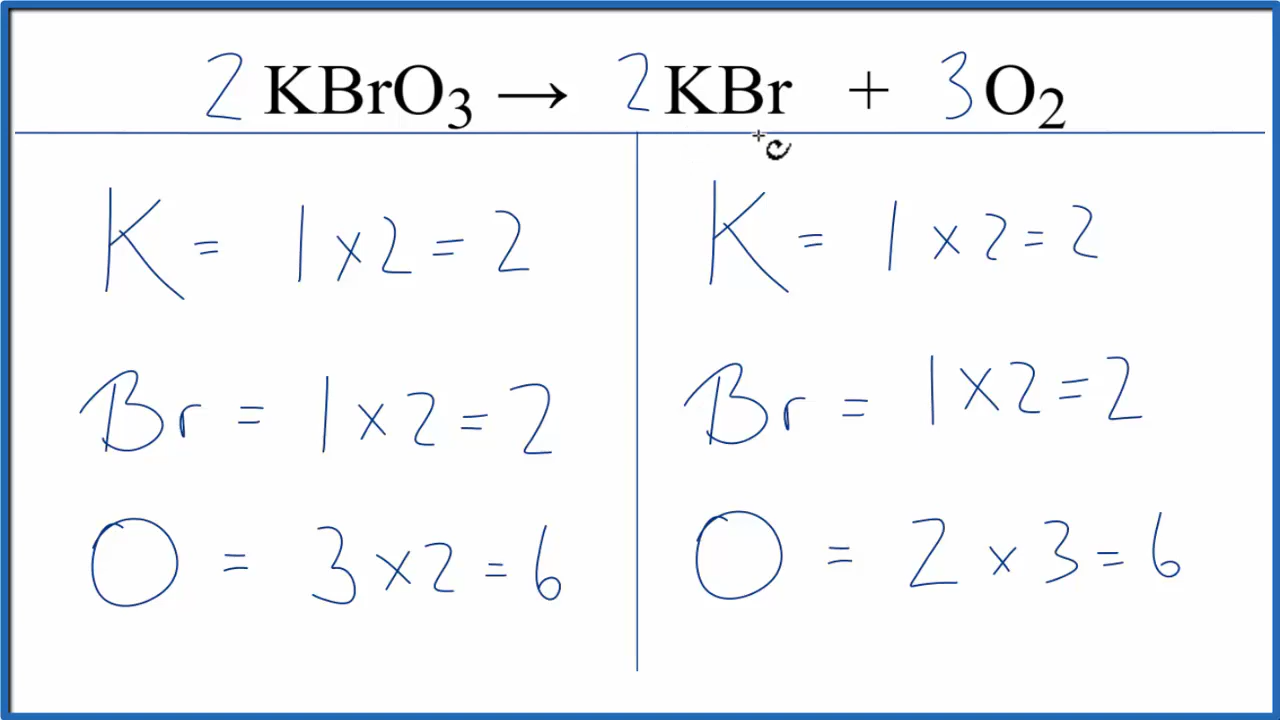 2 KBrO₃ → 2 KBr + 3 O₂
K = 1 x 2 = 2
Br = 1 x 2 = 2
O = 3 x 2 = 6
K = 1 x 2 = 2
Br = 1 x 2 = 2
O = 2 x 3 = 6